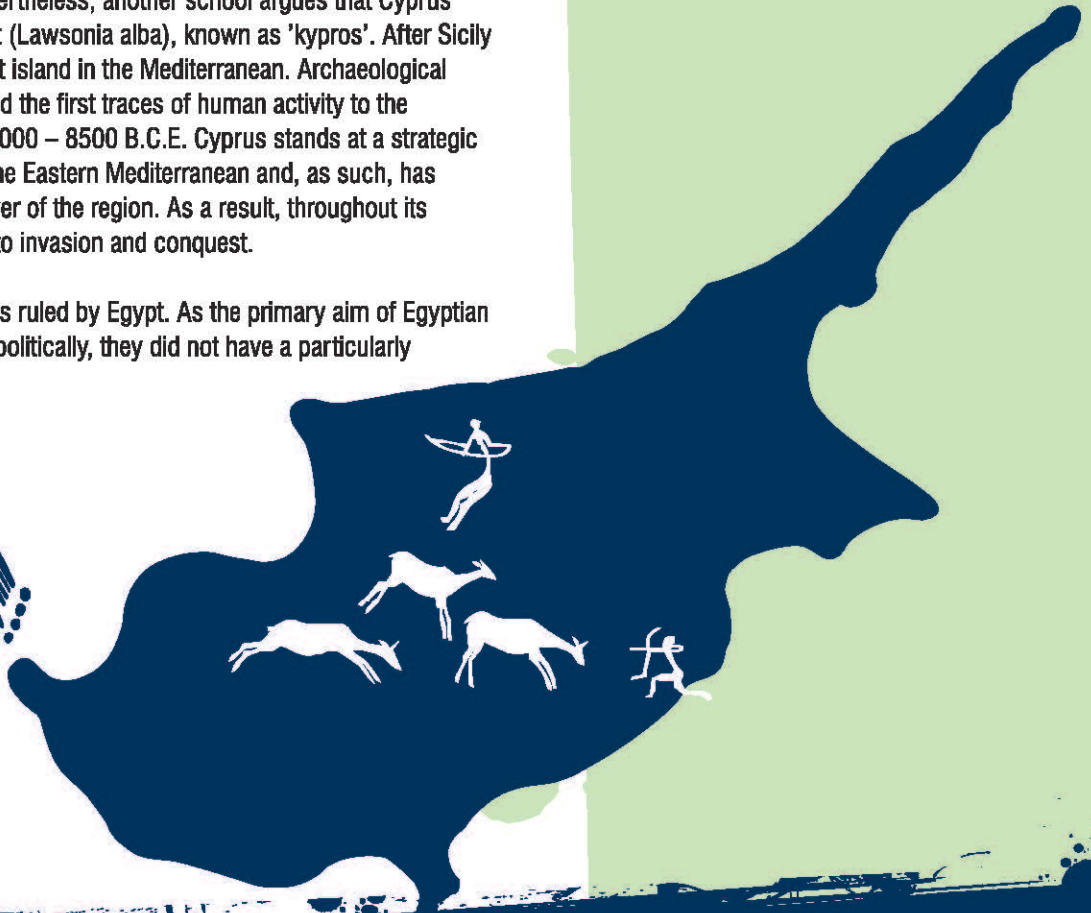 rtheless, another school argues that Cyprus
(Lawsonia alba), known as 'kypros'. After Sicily
t island in the Mediterranean. Archaeological
d the first traces of human activity to the
000 – 8500 B.C.E. Cyprus stands at a strategic
ne Eastern Mediterranean and, as such, has
er of the region. As a result, throughout its
to invasion and conquest.
s ruled by Egypt. As the primary aim of Egyptian
politically, they did not have a particularly